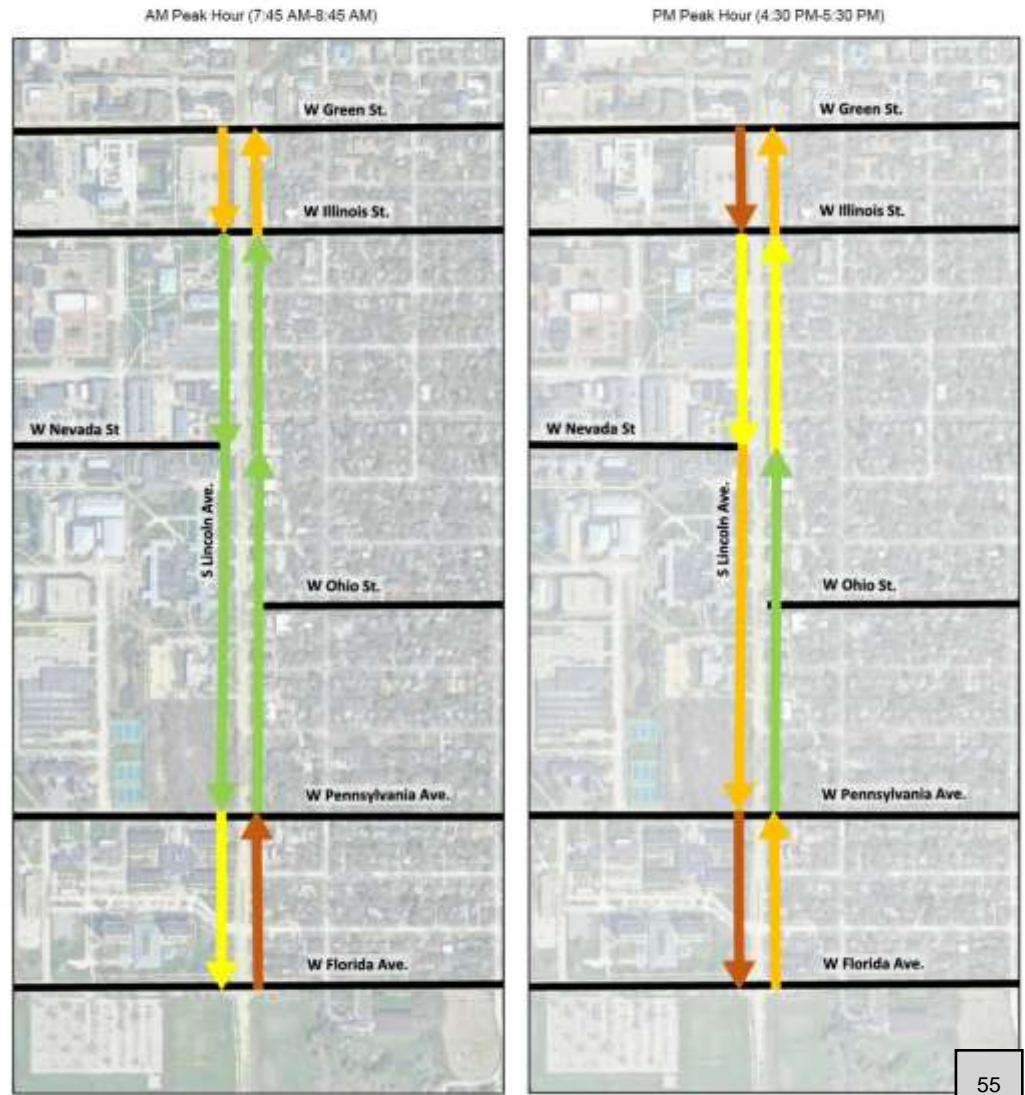 AM Peak Hour (7:45 AM-8:45 AM)
W Green St.
W Illinois St.
W Nevada St
S Lincoln Ave.
W Ohio St.
W Pennsylvania Ave.
W Florida Ave.
PM Peak Hour (4:30 PM-5:30 PM)
W Green St.
W Illinois St.
W Nevada St
S Lincoln Ave.
W Ohio St.
W Pennsylvania Ave.
W Florida Ave.
55